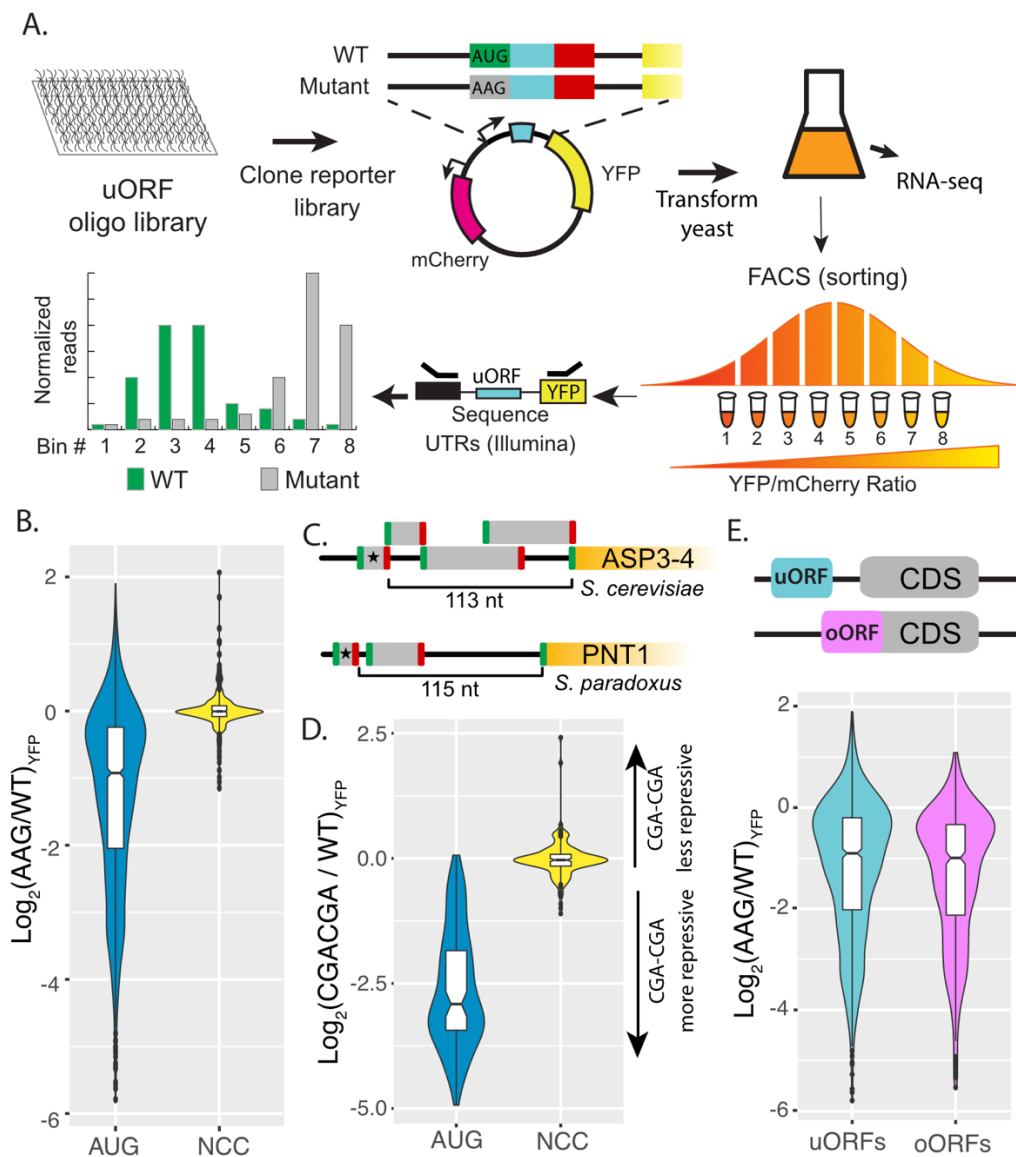 A.
WT
AUG
Mutant
AAG
uORF
oligo library
Clone reporter
library
YFP
mCherry
Transform
yeast
RNA-seq
FACS (sorting)
1 2 3 4 5 6 7 8
YFP/mCherry Ratio
uORF
YFP
Sequence
UTRs (Illumina)
Normalized
reads
Bin # 1 2 3 4 5 6 7 8
WT Mutant
B.
Log2(AAG/WT)YFP
2
0
-2
-4
-6
AUG NCC
C.
ASP3-4
S. cerevisiae
113 nt
PNT1
S. paradoxus
115 nt
D.
Log2(CGACGA / WT)YFP
2.5
0.0
-2.5
-5.0
AUG NCC
CGA-CGA
less repressive
CGA-CGA
more repressive
E.
uORF CDS
oORF CDS
Log2(AAG/WT)YFP
2
0
-2
-4
-6
uORFs oORFs